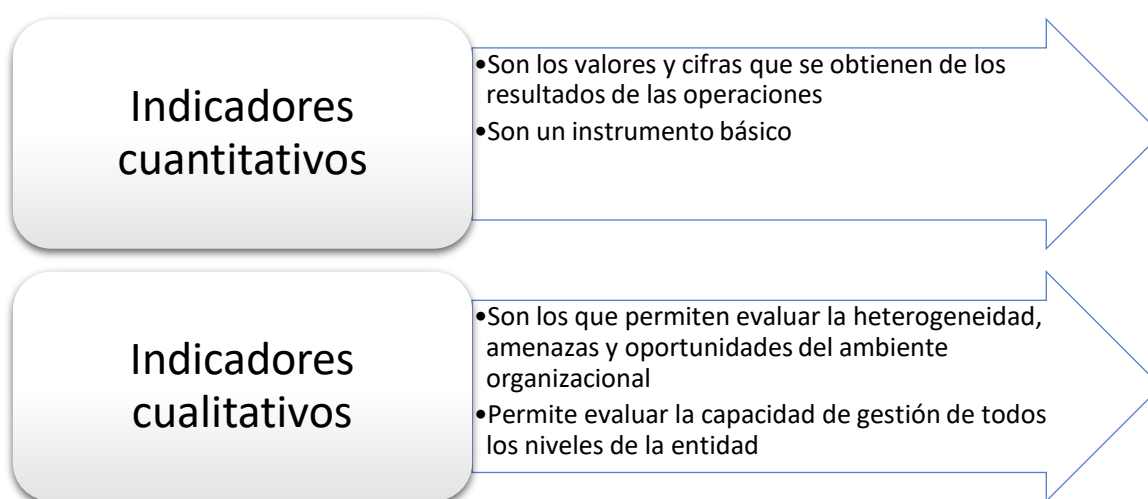 Indicadores
cuantitativos
•Son los valores y cifras que se obtienen de los
resultados de las operaciones
•Son un instrumento básico
Indicadores
cualitativos
•Son los que permiten evaluar la heterogeneidad,
amenazas y oportunidades del ambiente
organizacional
•Permite evaluar la capacidad de gestión de todos
los niveles de la entidad